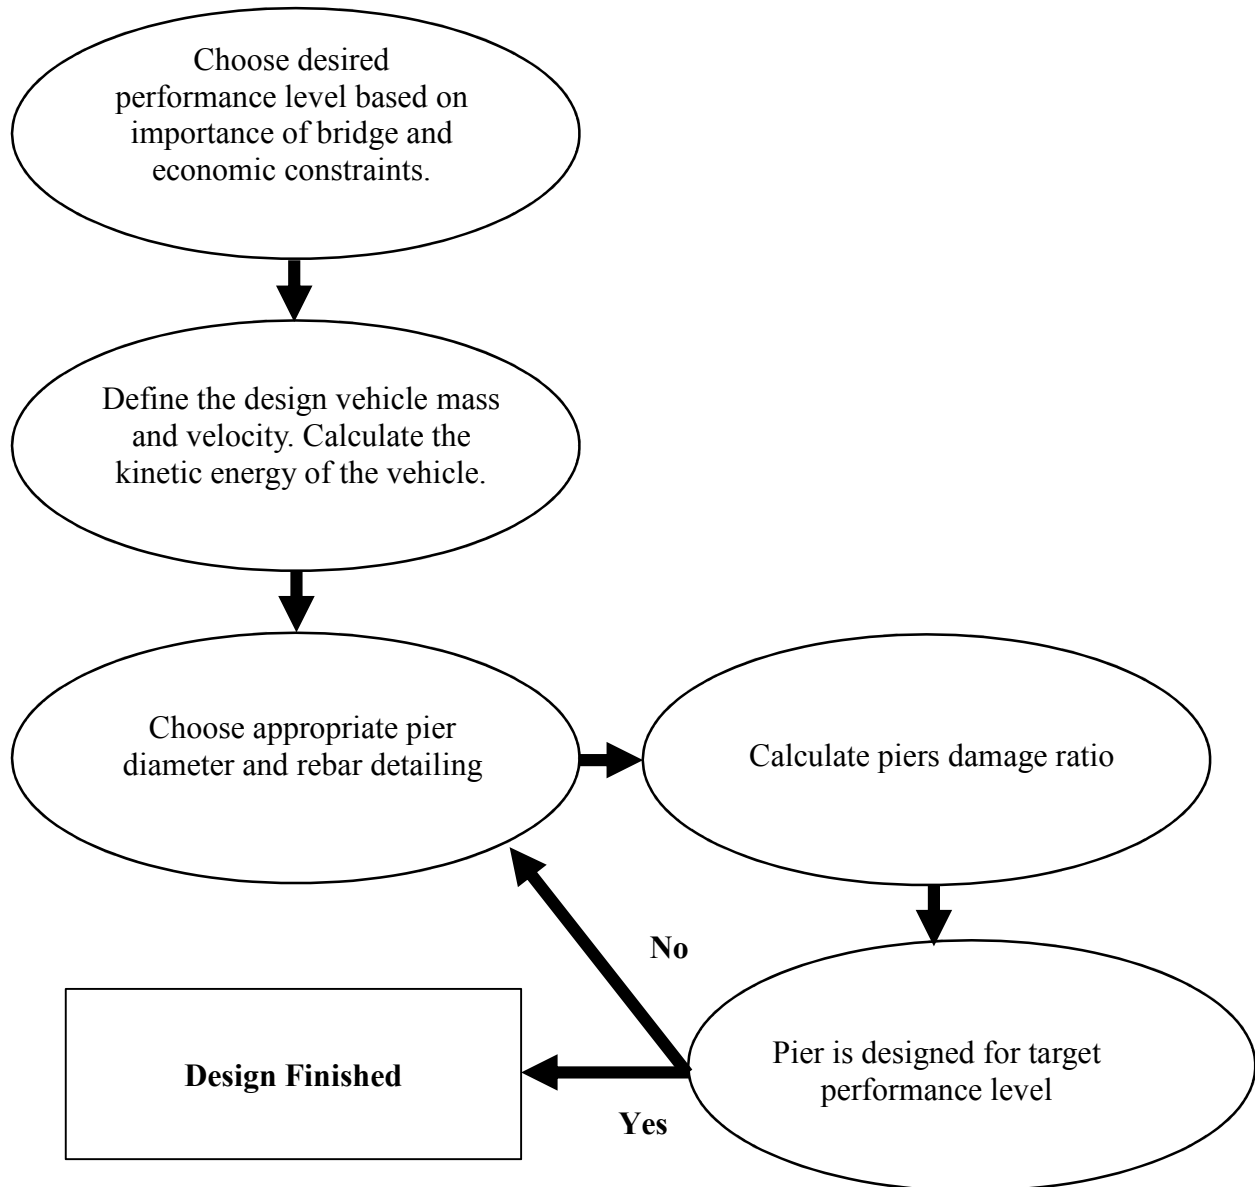 Choose desired
performance level based on
importance of bridge and
economic constraints.
Define the design vehicle mass
and velocity. Calculate the
kinetic energy of the vehicle.
Choose appropriate pier
diameter and rebar detailing
Calculate piers damage ratio
No
Pier is designed for target
performance level
Yes
Design Finished